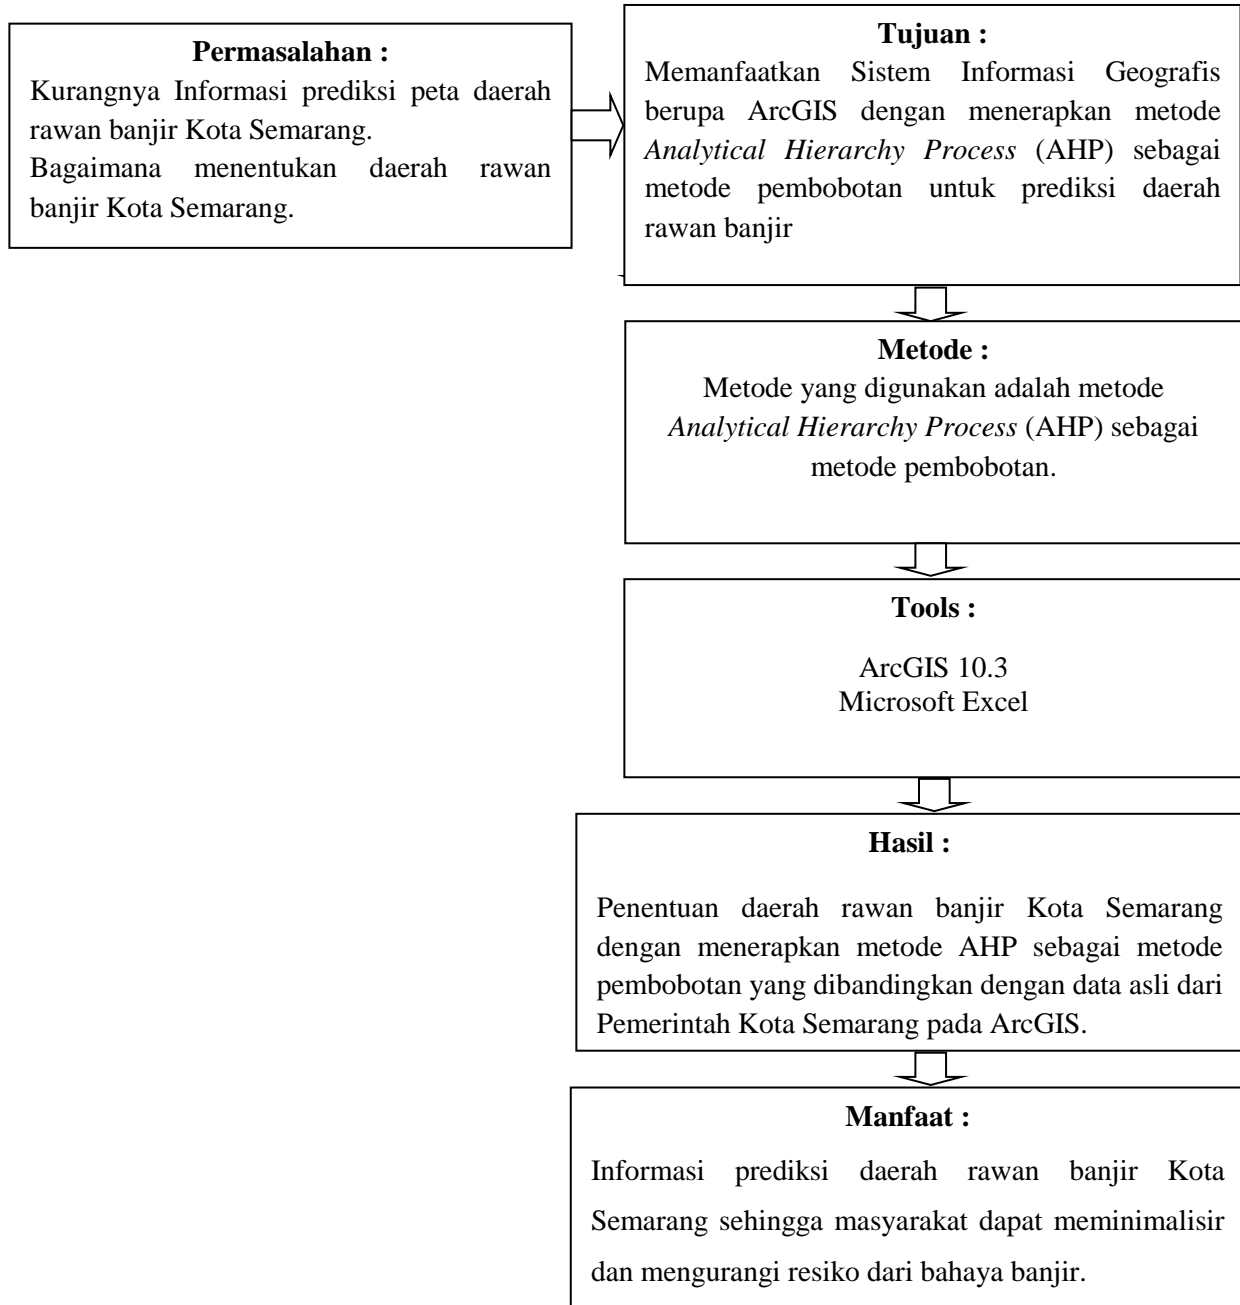 Permasalahan :
Kurangnya Informasi prediksi peta daerah
rawan banjir Kota Semarang.
Bagaimana menentukan daerah rawan
banjir Kota Semarang.
Tujuan :
Memanfaatkan Sistem Informasi Geografis
berupa ArcGIS dengan menerapkan metode
Analytical Hierarchy Process (AHP) sebagai
metode pembobotan untuk prediksi daerah
rawan banjir
Metode :
Metode yang digunakan adalah metode
Analytical Hierarchy Process (AHP) sebagai
metode pembobotan.
Tools :
ArcGIS 10.3
Microsoft Excel
Hasil :
Penentuan daerah rawan banjir Kota Semarang
dengan menerapkan metode AHP sebagai metode
pembobotan yang dibandingkan dengan data asli dari
Pemerintah Kota Semarang pada ArcGIS.
Manfaat :
Informasi prediksi daerah rawan banjir Kota
Semarang sehingga masyarakat dapat meminimalisir
dan mengurangi resiko dari bahaya banjir.